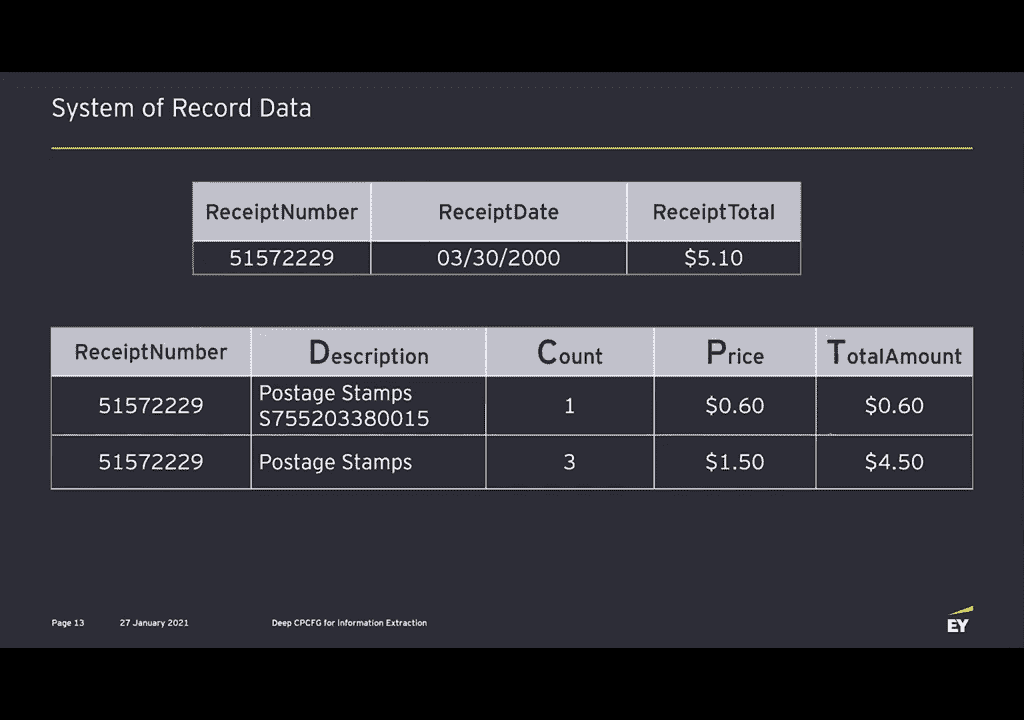 System of Record Data
ReceiptNumber ReceiptDate ReceiptTotal
51572229 03/30/2000 $5.10
ReceiptNumber Description Count Price TotalAmount
51572229 Postage Stamps S755203380015 1 $0.60 $0.60
51572229 Postage Stamps 3 $1.50 $4.50
Page 13 27 January 2021 Deep CPCFG for Information Extraction
EY